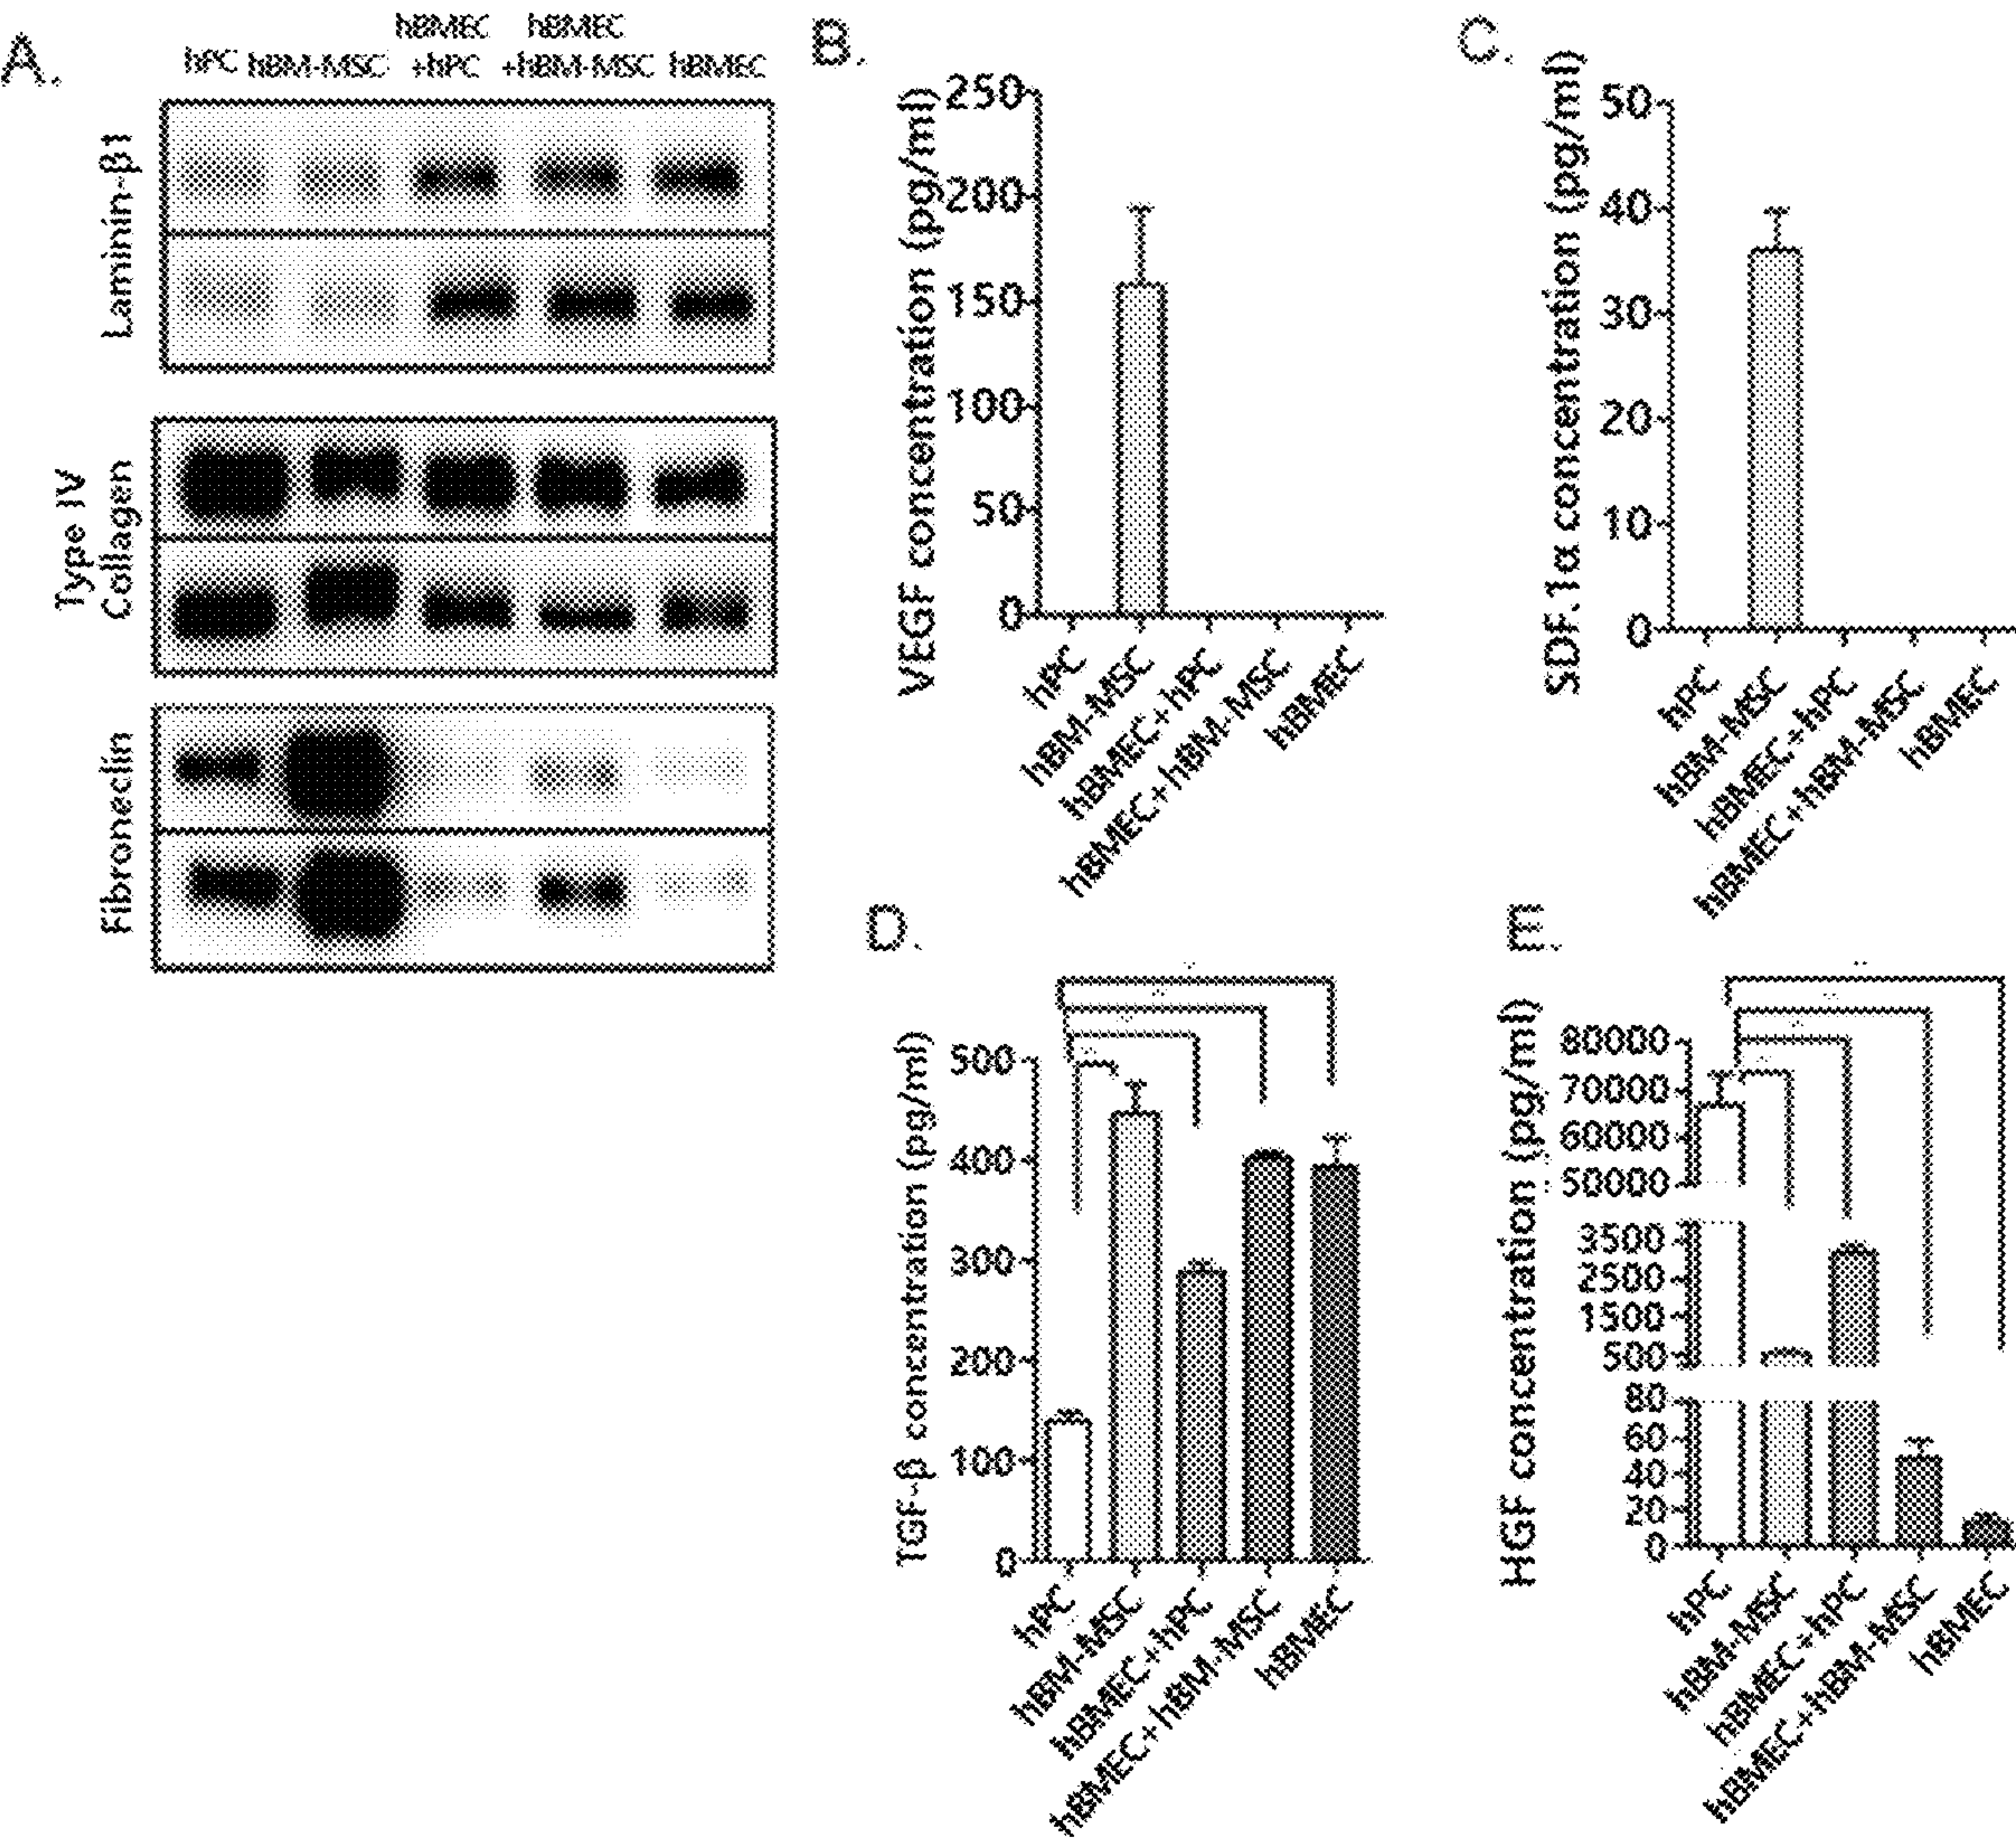 A.
hBMEC hBMEC
hPC hBM-MSC +hPC +hBM-MSC hBMEC
Laminin-β1
Type IV
Collagen
Fibroneclin
B.
VEGF concentration (pg/ml)
250
200
150
100
50
0
hPC
hBM-MSC
hBMEC+hPC
hBMEC+hBM-MSC
hBMEC
C.
SDF.1α concentration (pg/ml)
50
40
30
20
10
0
hPC
hBM-MSC
hBMEC+hPC
hBMEC+hBM-MSC
hBMEC
D.
TGF-β concentration (pg/ml)
500
400
300
200
100
0
hPC
hBM-MSC
hBMEC+hPC
hBMEC+hBM-MSC
hBMEC
E.
HGF concentration (pg/ml)
80000
70000
60000
50000
3500
2500
1500
500
80
60
40
20
0
hPC
hBM-MSC
hBMEC+hPC
hBMEC+hBM-MSC
hBMEC